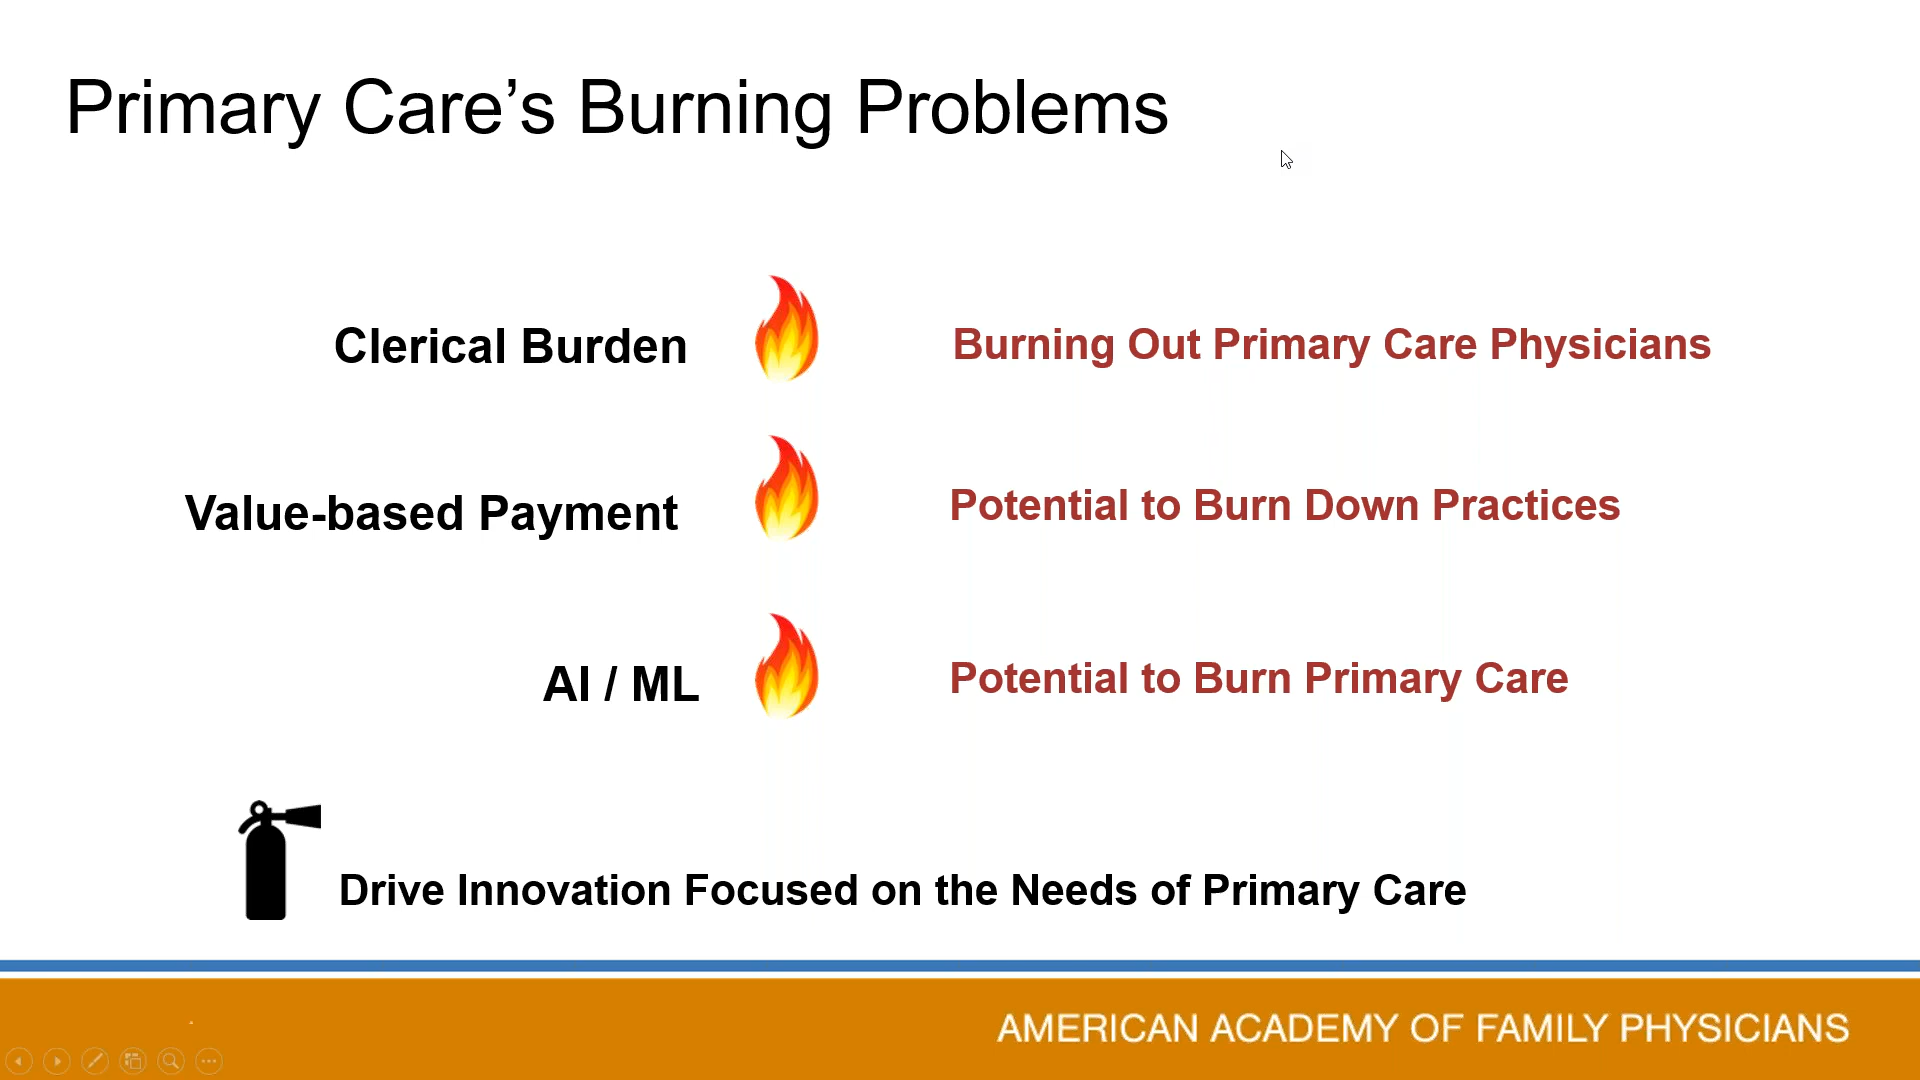 Primary Care’s Burning Problems
Clerical Burden
Burning Out Primary Care Physicians
Value-based Payment
Potential to Burn Down Practices
AI / ML
Potential to Burn Primary Care
Drive Innovation Focused on the Needs of Primary Care
AMERICAN ACADEMY OF FAMILY PHYSICIANS